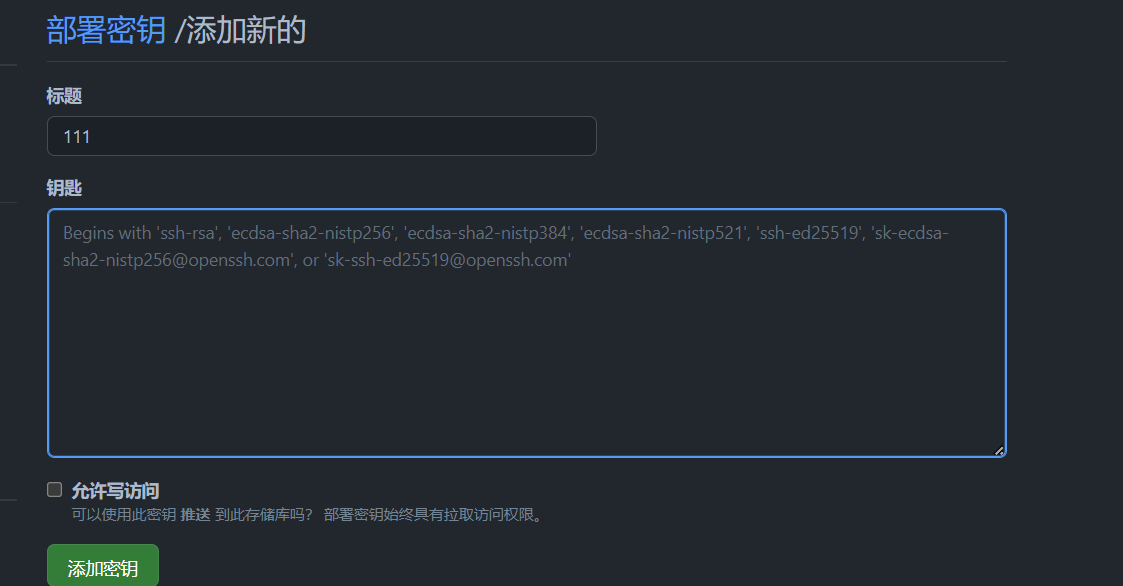 部署密钥 /添加新的
标题
111
钥匙
Begins with 'ssh-rsa', 'ecdsa-sha2-nistp256', 'ecdsa-sha2-nistp384', 'ecdsa-sha2-nistp521', 'ssh-ed25519', 'sk-ecdsa-
sha2-nistp256@openssh.com', or 'sk-ssh-ed25519@openssh.com'
允许写访问
可以使用此密钥 推送 到此存储库吗? 部署密钥始终具有拉取访问权限。
添加密钥